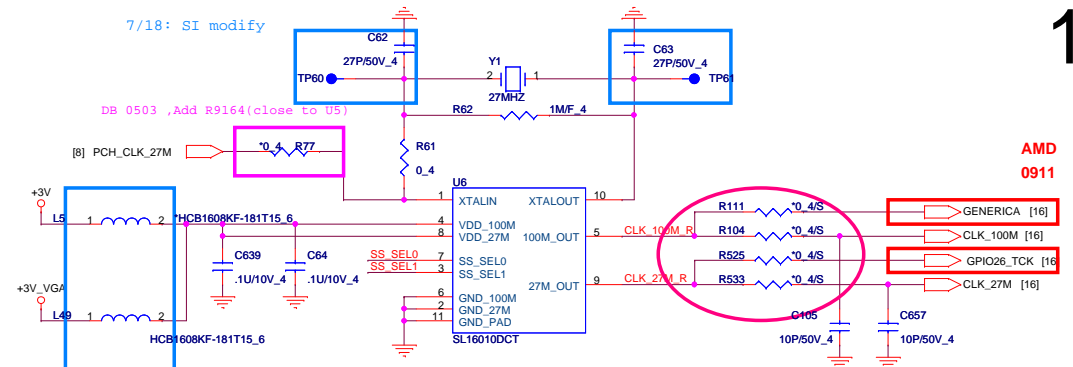 7/18: SI modify
1
C62
27P/50V_4
C63
27P/50V_4
TP60
Y1
2
1
TP61
27MHZ
R62
1M/F_4
DB 0503 ,Add R9164(close to U5)
[8] PCH_CLK_27M
*0_4
R77
R61
0_4
AMD
0911
+3V
L5
1
2
*HCB1608KF-181T15_6
U6
1
XTALIN
XTALOUT
10
4
VDD_100M
8
VDD_27M
100M_OUT
5
CLK_100M_R
SS_SEL0
7
SS_SEL0
SS_SEL1
3
SS_SEL1
6
GND_100M
2
GND_27M
11
GND_PAD
27M_OUT
9
CLK_27M_R
SL16010DCT
R111
*0_4/S
GENERICA [16]
R104
*0_4/S
CLK_100M [16]
R525
*0_4/S
GPIO26_TCK [16
R533
*0_4/S
CLK_27M [16]
C639
.1U/10V_4
C64
.1U/10V_4
+3V_VGA
L49
1
2
HCB1608KF-181T15_6
C105
10P/50V_4
C657
10P/50V_4